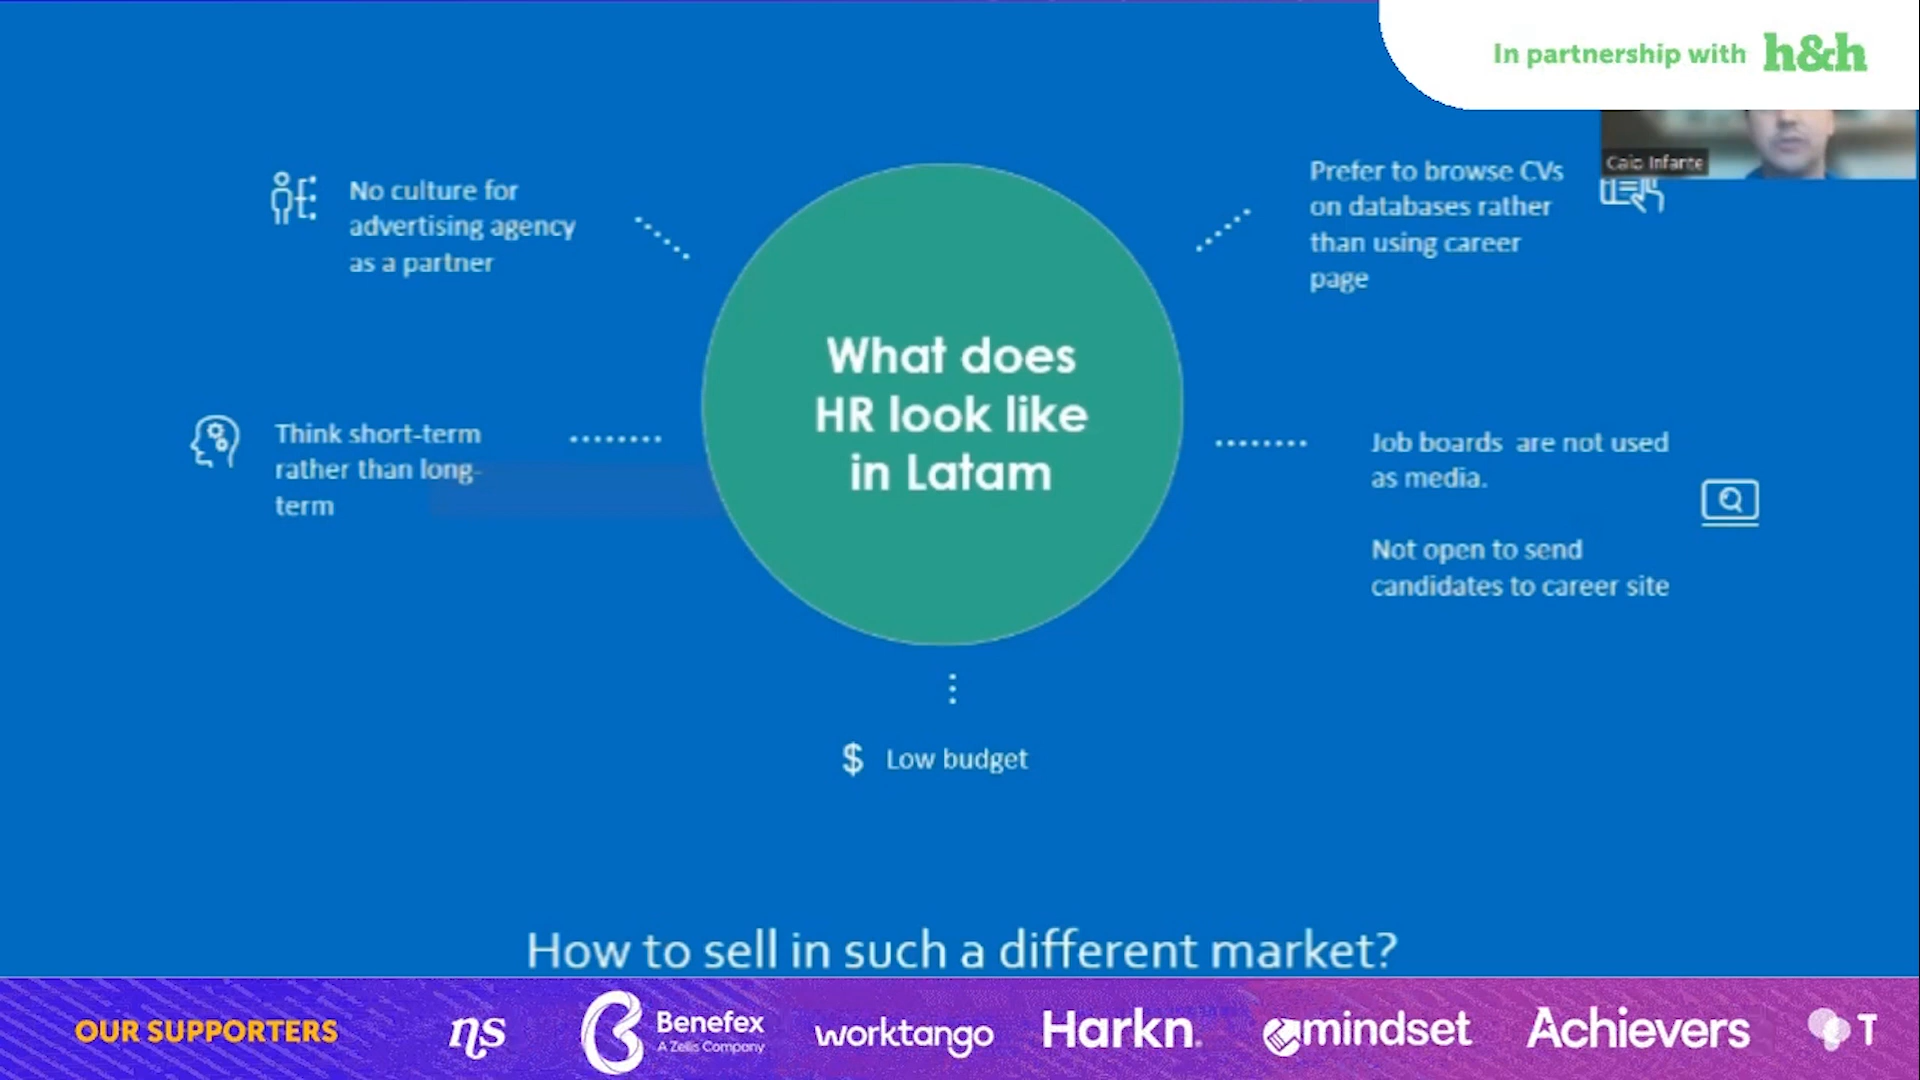 In partnership with h&h
Caio Infante
No culture for
advertising agency
as a partner
Prefer to browse CVs
on databases rather
than using career
page
What does
HR look like
in Latam
Think short-term
rather than long-
term
Job boards  are not used
as media.
Not open to send
candidates to career site
$ Low budget
How to sell in such a different market?
OUR SUPPORTERS
ns
Benefex
A Zellis Company
worktango
Harkn.
mindset
Achievers
T